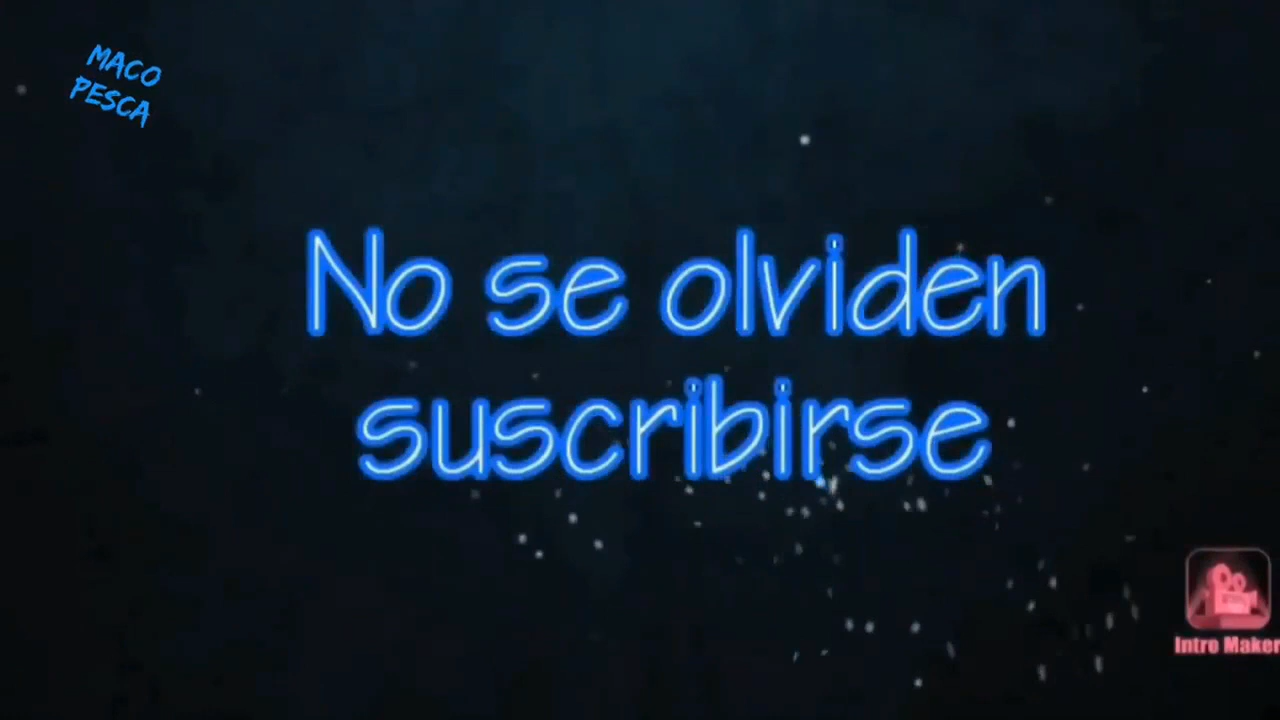 MACO
PESCA
No se olviden
suscribirse
Intro Maker